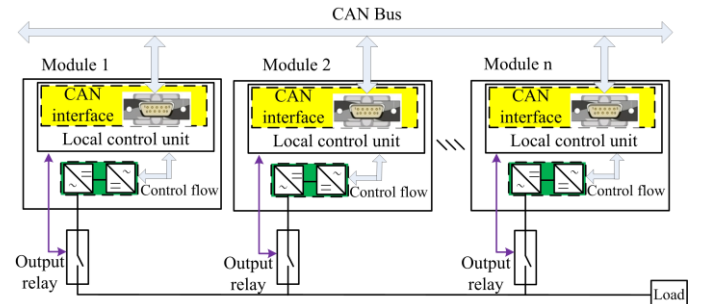 CAN Bus
Module 1
Module 2
Module n
CAN
interface
Local control unit
Control flow
CAN
interface
Local control unit
Control flow
CAN
interface
Local control unit
Control flow
Output
relay
Output
relay
Output
relay
Load